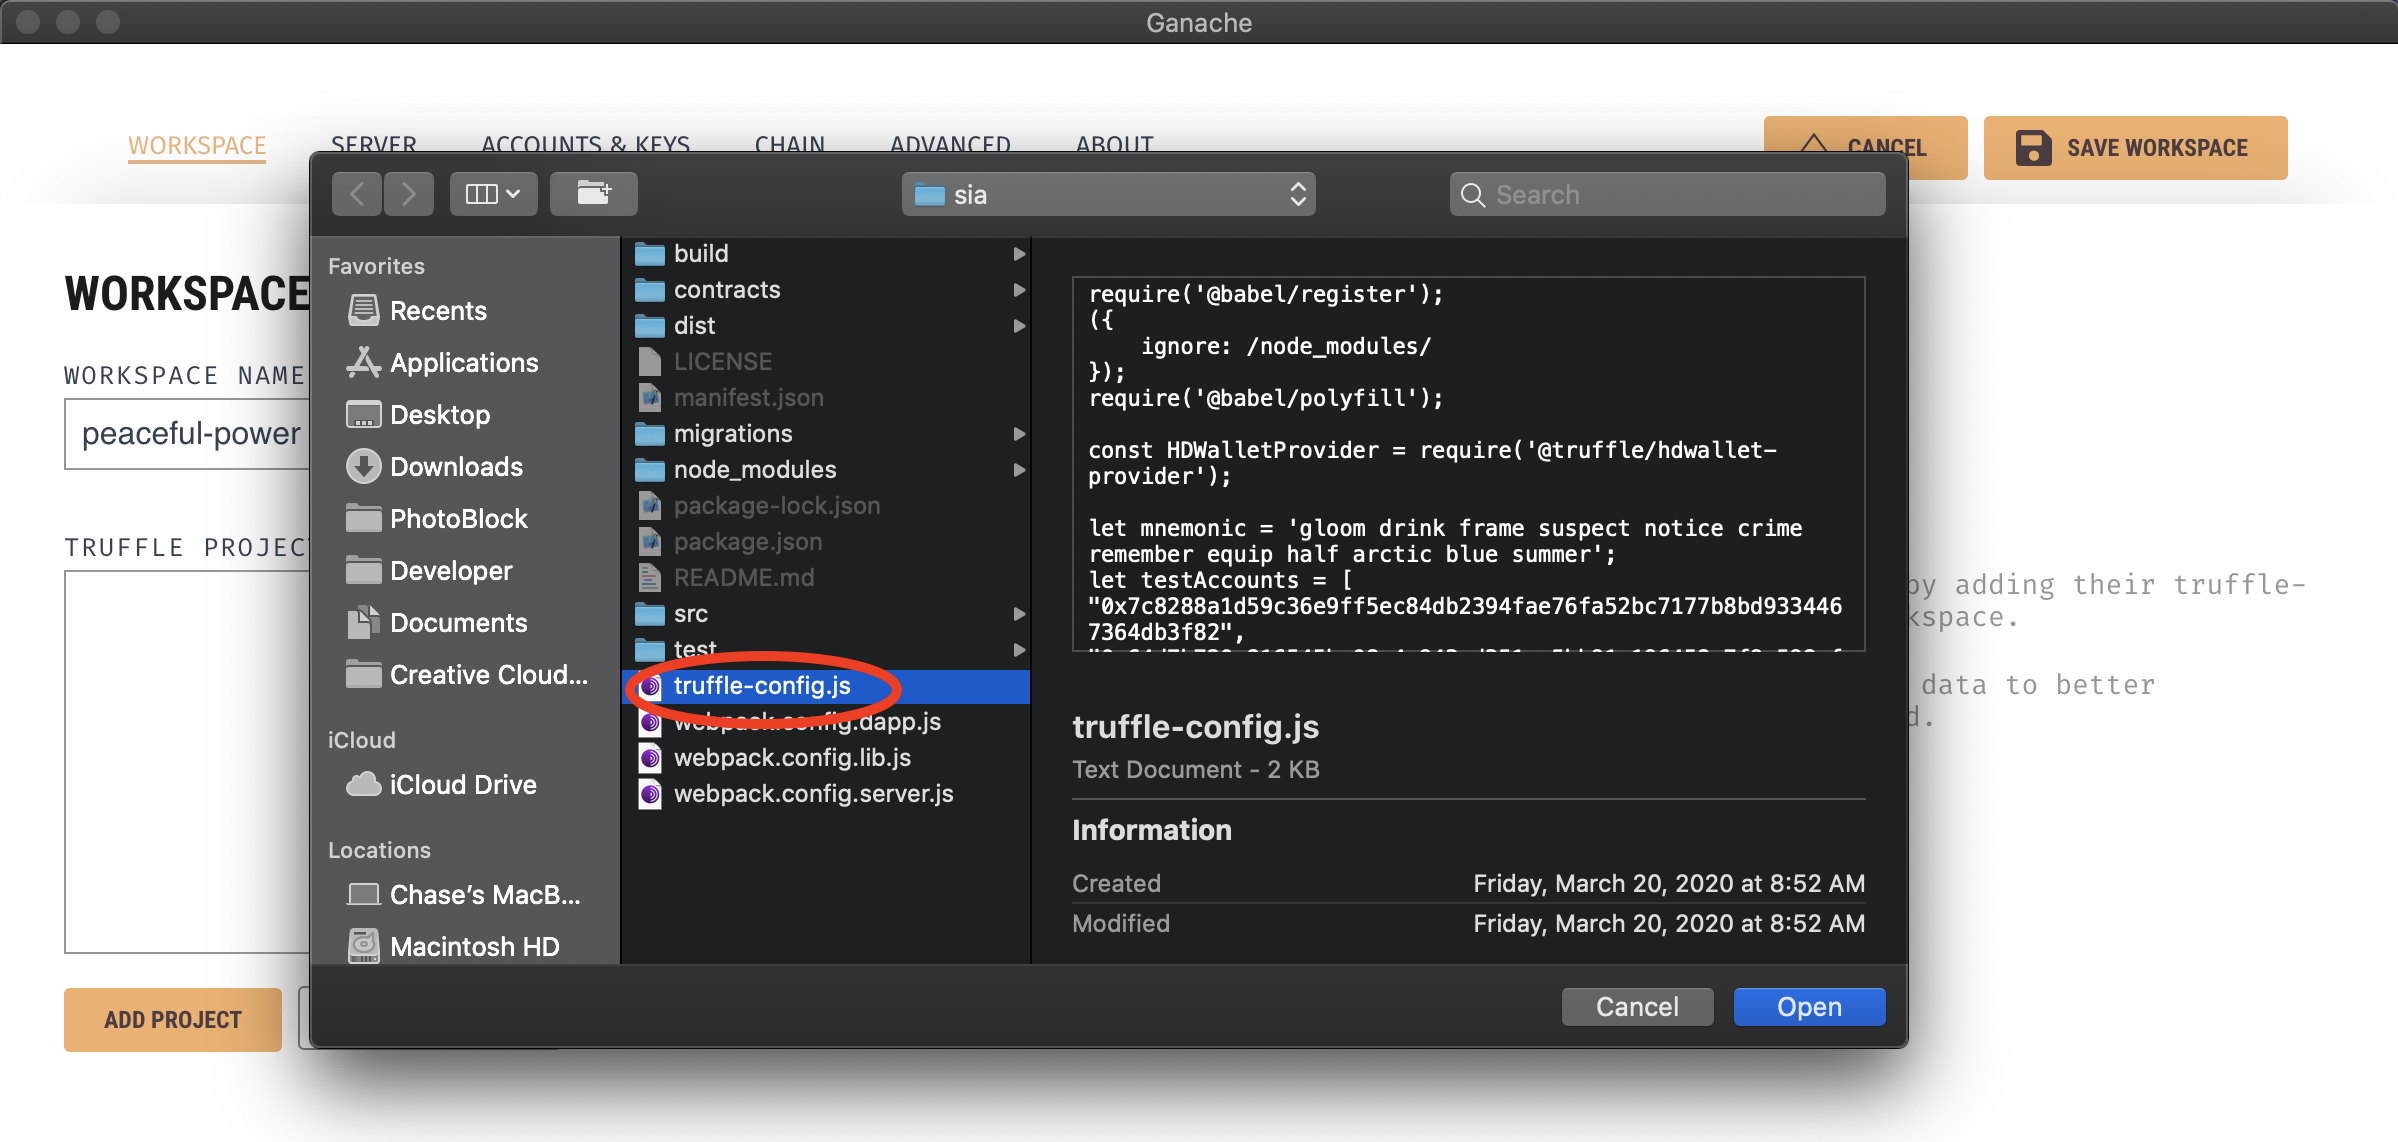 Ganache
WORKSPACE
SERVER
ACCOUNTS & KEYS
CHAIN
ADVANCED
ABOUT
CANCEL
SAVE WORKSPACE
sia
Search
WORKSPACE
WORKSPACE NAME
peaceful-power
TRUFFLE PROJECT
ADD PROJECT
by adding their truffle-
kspace.
data to better
d.
Favorites
Recents
Applications
Desktop
Downloads
PhotoBlock
Developer
Documents
Creative Cloud...
iCloud
iCloud Drive
Locations
Chase’s MacB...
Macintosh HD
build
contracts
dist
LICENSE
manifest.json
migrations
node_modules
package-lock.json
package.json
README.md
src
test
truffle-config.js
webpack.config.dapp.js
webpack.config.lib.js
webpack.config.server.js
require('@babel/register');
({
ignore: /node_modules/
});
require('@babel/polyfill');
const HDWalletProvider = require('@truffle/hdwallet-
provider');
let mnemonic = 'gloom drink frame suspect notice crime
remember equip half arctic blue summer';
let testAccounts = [
"0x7c8288a1d59c36e9ff5ec84db2394fae76fa52bc7177b8bd933446
7364db3f82",
truffle-config.js
Text Document - 2 KB
Information
Created Friday, March 20, 2020 at 8:52 AM
Modified Friday, March 20, 2020 at 8:52 AM
Cancel
Open